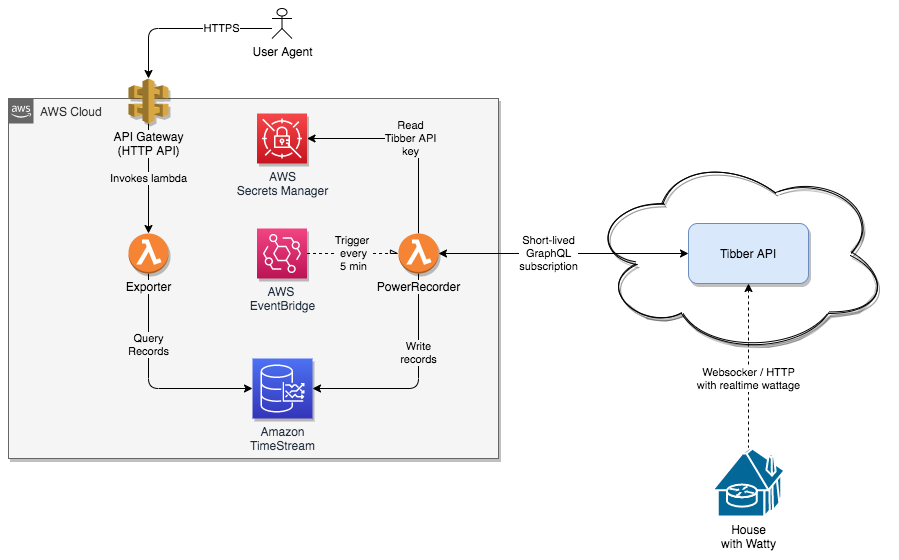 HTTPS
User Agent
aws
AWS Cloud
API Gateway
(HTTP API)
Invokes lambda
Exporter
Query
Records
AWS
Secrets Manager
Read
Tibber API
key
AWS
EventBridge
Trigger
every
5 min
PowerRecorder
Write
records
Amazon
TimeStream
Short-lived
GraphQL
subscription
Tibber API
Websocker / HTTP
with realtime wattage
House
with Watty